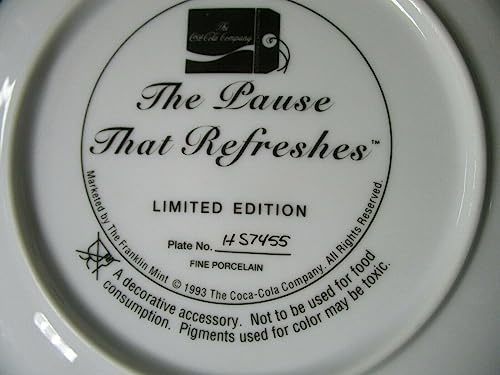 The
Coca-Cola Company
The Pause
That Refreshes™
LIMITED EDITION
Plate No. HS7455
FINE PORCELAIN
Marketed by The Franklin Mint © 1993 The Coca-Cola Company. All Rights Reserved.
A decorative accessory. Not to be used for food
consumption. Pigments used for color may be toxic.